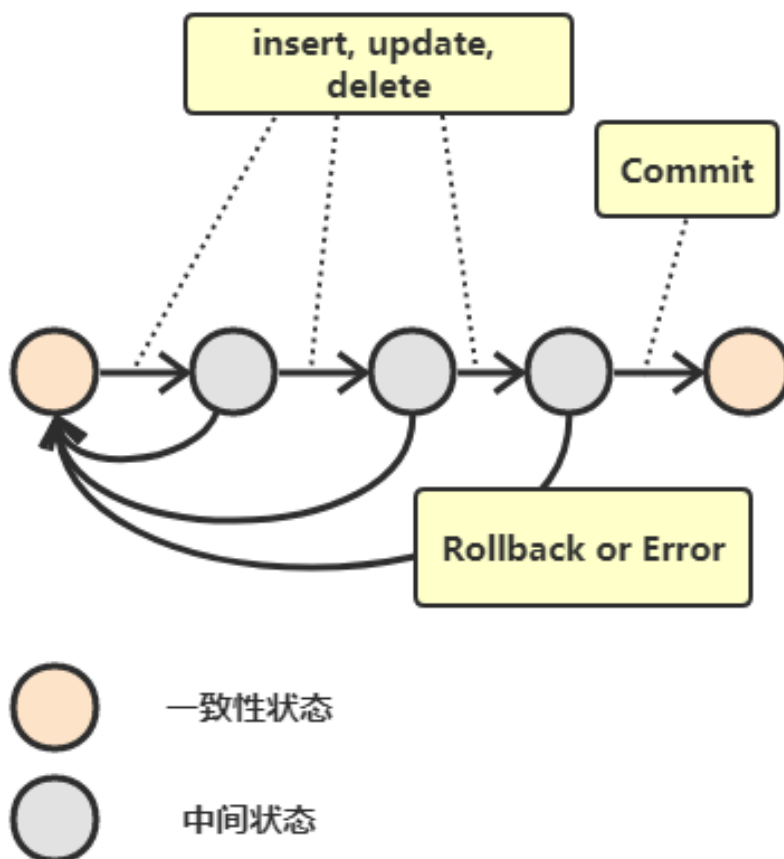 insert, update,
delete
Commit
Rollback or Error
一致性状态
中间状态